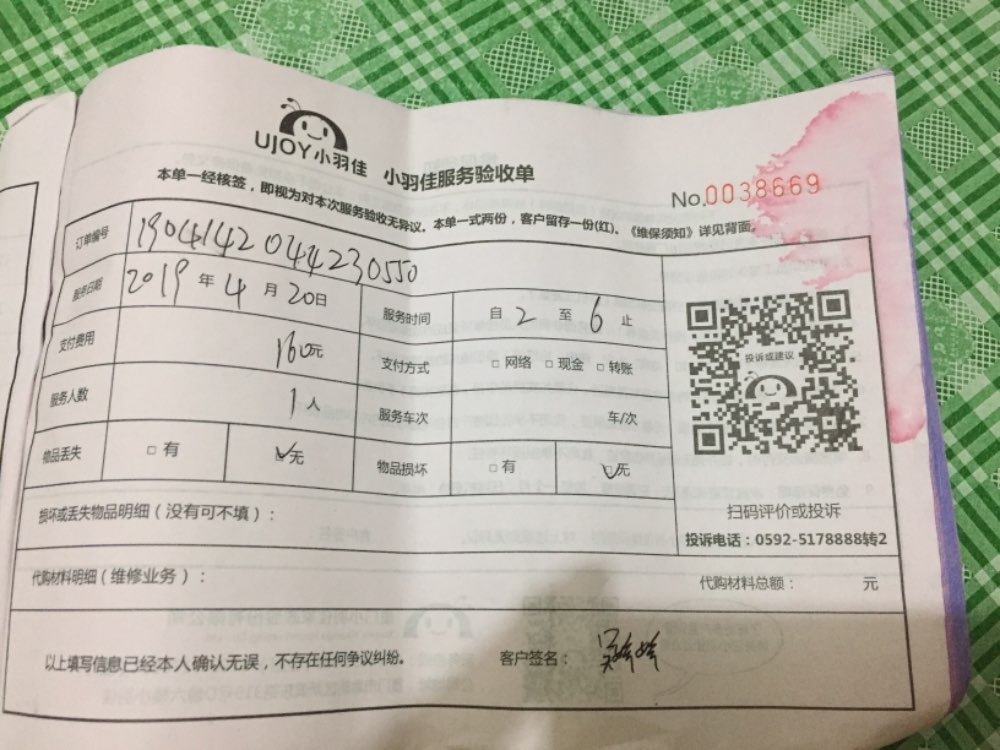 UJOY小羽佳 小羽佳服务验收单
No.0038669
本单一经核签，即视为对本次服务验收无异议。本单一式两份，客户留存一份(红)。《维保须知》详见背面。
订单编号 1904142044230550
服务日期 2019年4月20日 服务时间 自2至6止
支付费用 160元 支付方式 □网络 □现金 □转账
服务人数 1人 服务车次 车/次
物品丢失 □有 ☑无 物品损坏 □有 ☑无
投诉或建议
扫码评价或投诉
投诉电话：0592-5178888转2
损坏或丢失物品明细（没有可不填）：
代购材料明细（维修业务）： 代购材料总额： 元
以上填写信息已经本人确认无误，不存在任何争议纠纷。 客户签名：吴婷婷